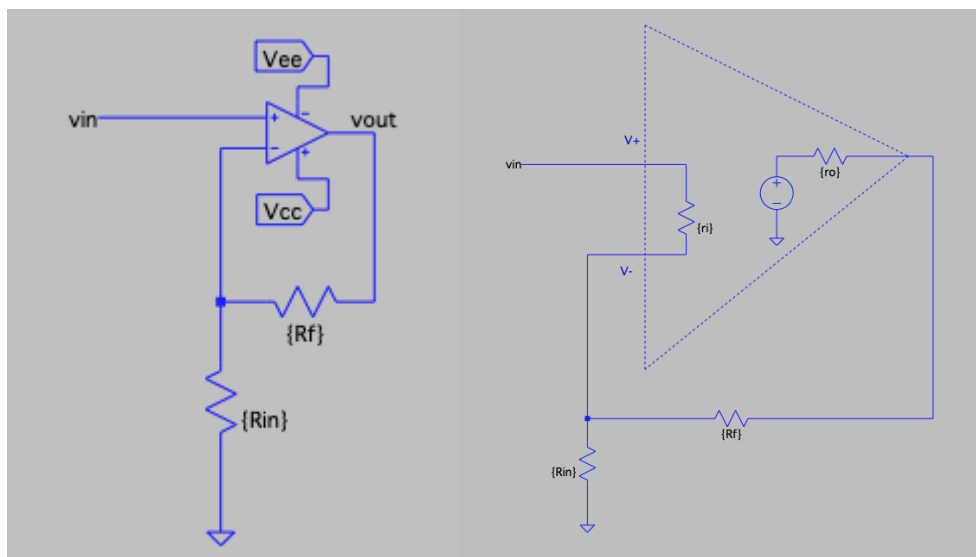 Vee
vin
vout
Vcc
{Rf}
{Rin}
V+
vin
{ro}
{ri}
V-
{Rf}
{Rin}